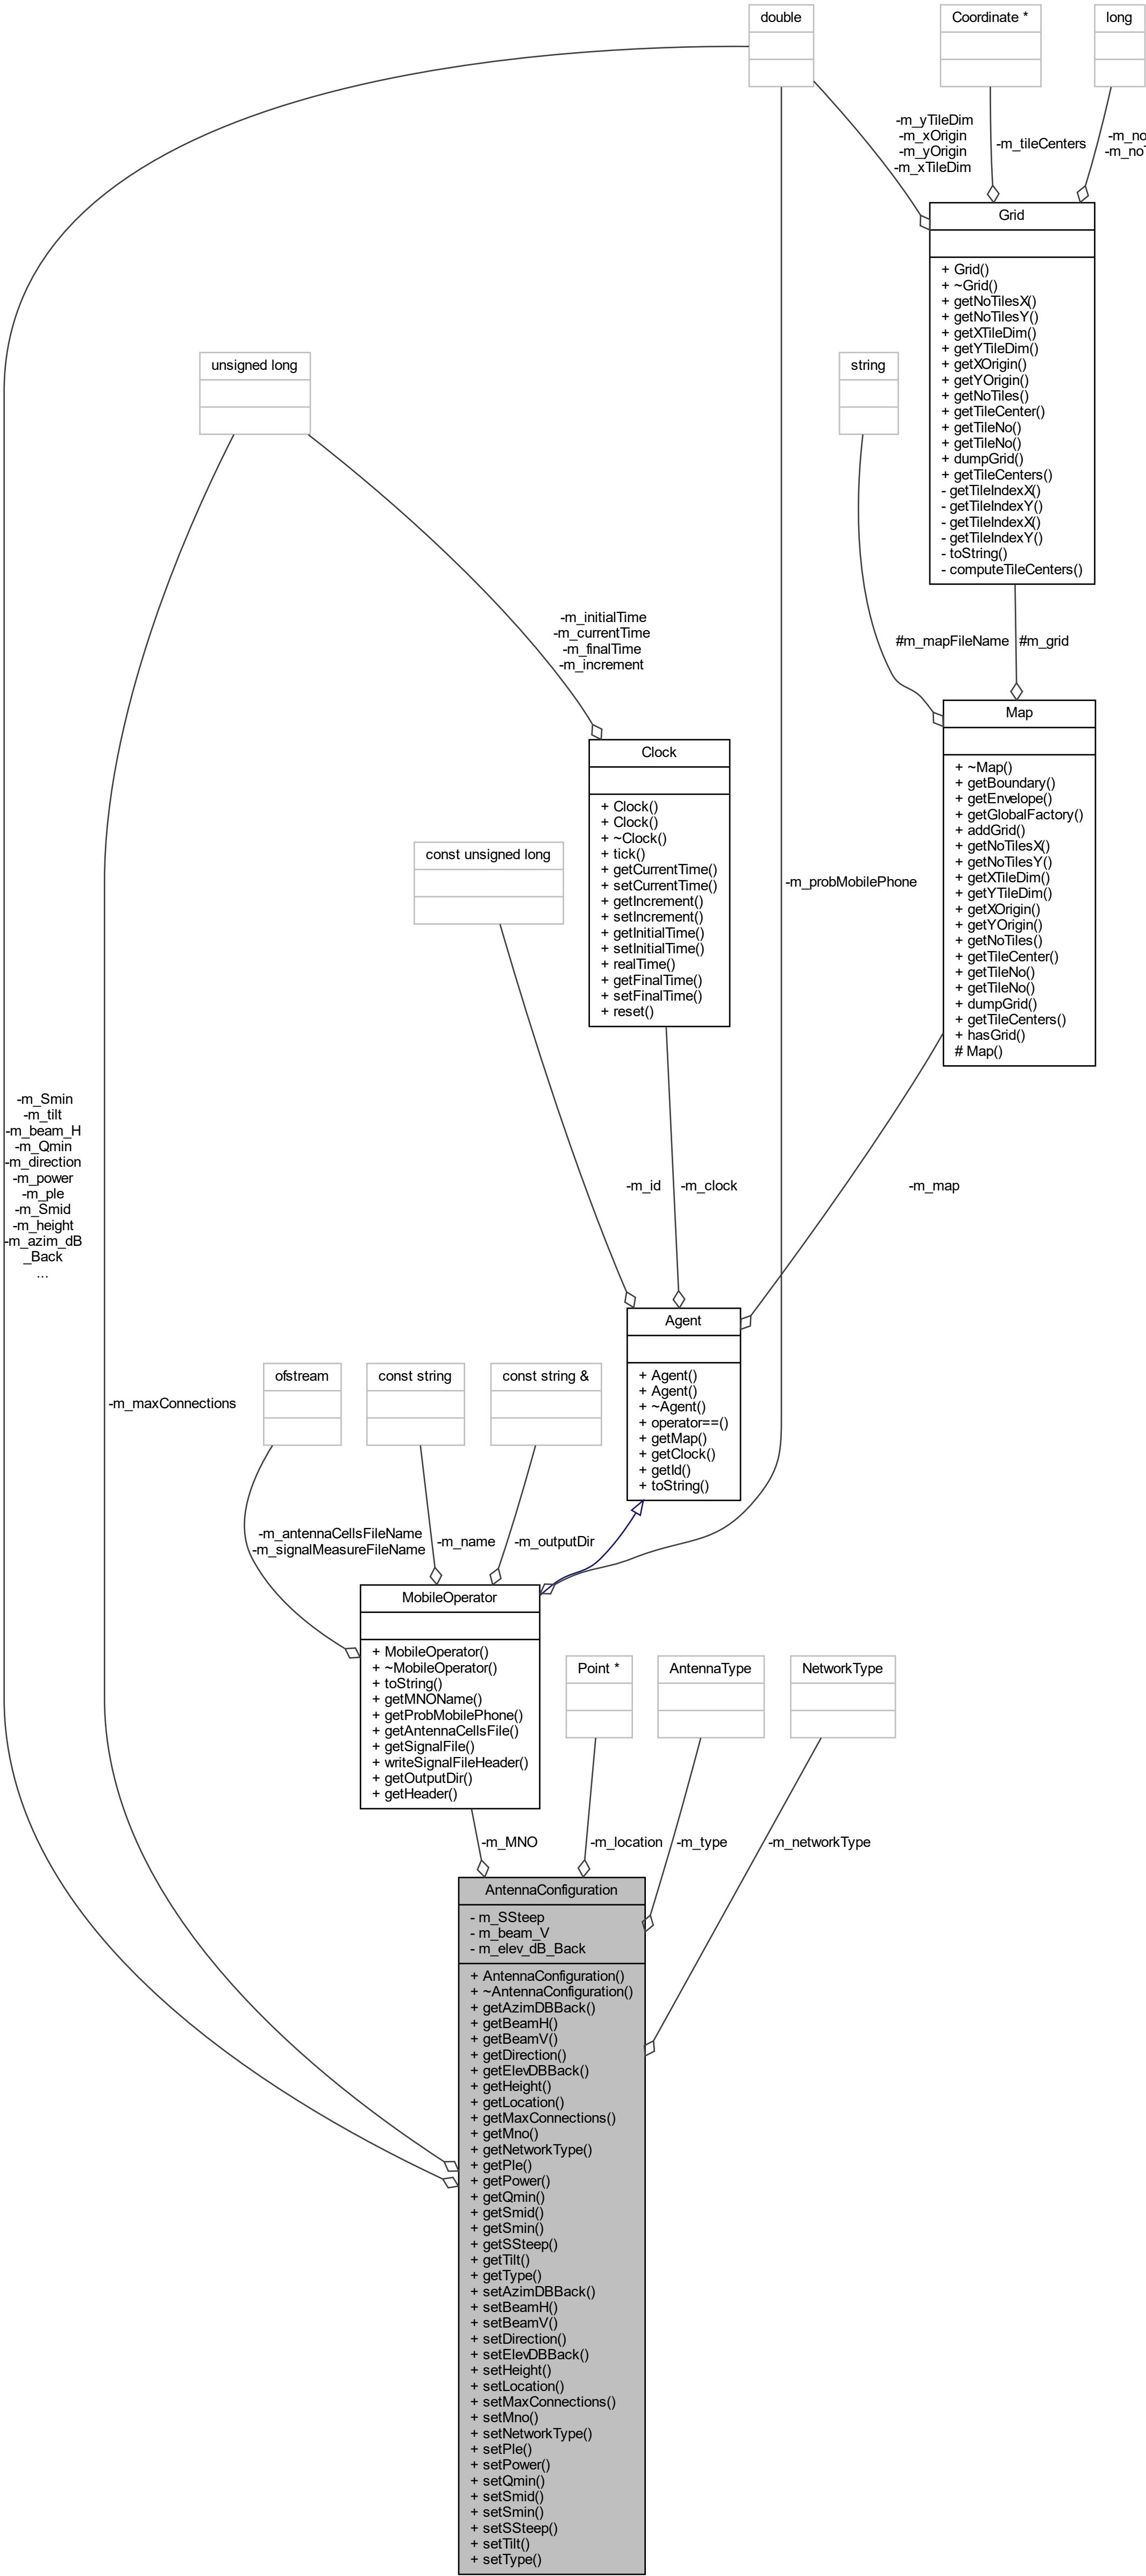 double
Coordinate *
long
-m_yTileDim
-m_xOrigin
-m_yOrigin
-m_xTileDim
-m_tileCenters
-m_no
-m_noT
Grid
+ Grid()
+ ~Grid()
+ getNoTilesX()
+ getNoTilesY()
+ getXTileDim()
+ getYTileDim()
+ getXOrigin()
+ getYOrigin()
+ getNoTiles()
+ getTileCenter()
+ getTileNo()
+ getTileNo()
+ dumpGrid()
+ getTileCenters()
- getTileIndexX()
- getTileIndexY()
- getTileIndexX()
- getTileIndexY()
- toString()
- computeTileCenters()
unsigned long
string
-m_initialTime
-m_currentTime
-m_finalTime
-m_increment
#m_mapFileName
#m_grid
Map
+ ~Map()
+ getBoundary()
+ getEnvelope()
+ getGlobalFactory()
+ addGrid()
+ getNoTilesX()
+ getNoTilesY()
+ getXTileDim()
+ getYTileDim()
+ getXOrigin()
+ getYOrigin()
+ getNoTiles()
+ getTileCenter()
+ getTileNo()
+ getTileNo()
+ dumpGrid()
+ getTileCenters()
+ hasGrid()
# Map()
Clock
+ Clock()
+ Clock()
+ ~Clock()
+ tick()
+ getCurrentTime()
+ setCurrentTime()
+ getIncrement()
+ setIncrement()
+ getInitialTime()
+ setInitialTime()
+ realTime()
+ getFinalTime()
+ setFinalTime()
+ reset()
const unsigned long
-m_probMobilePhone
-m_Smin
-m_tilt
-m_beam_H
-m_Qmin
-m_direction
-m_power
-m_ple
-m_Smid
-m_height
-m_azim_dB
_Back
...
-m_id
-m_clock
-m_map
Agent
+ Agent()
+ Agent()
+ ~Agent()
+ operator==()
+ getMap()
+ getClock()
+ getId()
+ toString()
-m_maxConnections
ofstream
const string
const string &
-m_antennaCellsFileName
-m_signalMeasureFileName
-m_name
-m_outputDir
MobileOperator
+ MobileOperator()
+ ~MobileOperator()
+ toString()
+ getMNOName()
+ getProbMobilePhone()
+ getAntennaCellsFile()
+ getSignalFile()
+ writeSignalFileHeader()
+ getOutputDir()
+ getHeader()
Point *
AntennaType
NetworkType
-m_MNO
-m_location
-m_type
-m_networkType
AntennaConfiguration
- m_SSteep
- m_beam_V
- m_elev_dB_Back
+ AntennaConfiguration()
+ ~AntennaConfiguration()
+ getAzimDBBack()
+ getBeamH()
+ getBeamV()
+ getDirection()
+ getElevDBBack()
+ getHeight()
+ getLocation()
+ getMaxConnections()
+ getMno()
+ getNetworkType()
+ getPle()
+ getPower()
+ getQmin()
+ getSmid()
+ getSmin()
+ getSSteep()
+ getTilt()
+ getType()
+ setAzimDBBack()
+ setBeamH()
+ setBeamV()
+ setDirection()
+ setElevDBBack()
+ setHeight()
+ setLocation()
+ setMaxConnections()
+ setMno()
+ setNetworkType()
+ setPle()
+ setPower()
+ setQmin()
+ setSmid()
+ setSmin()
+ setSSteep()
+ setTilt()
+ setType()